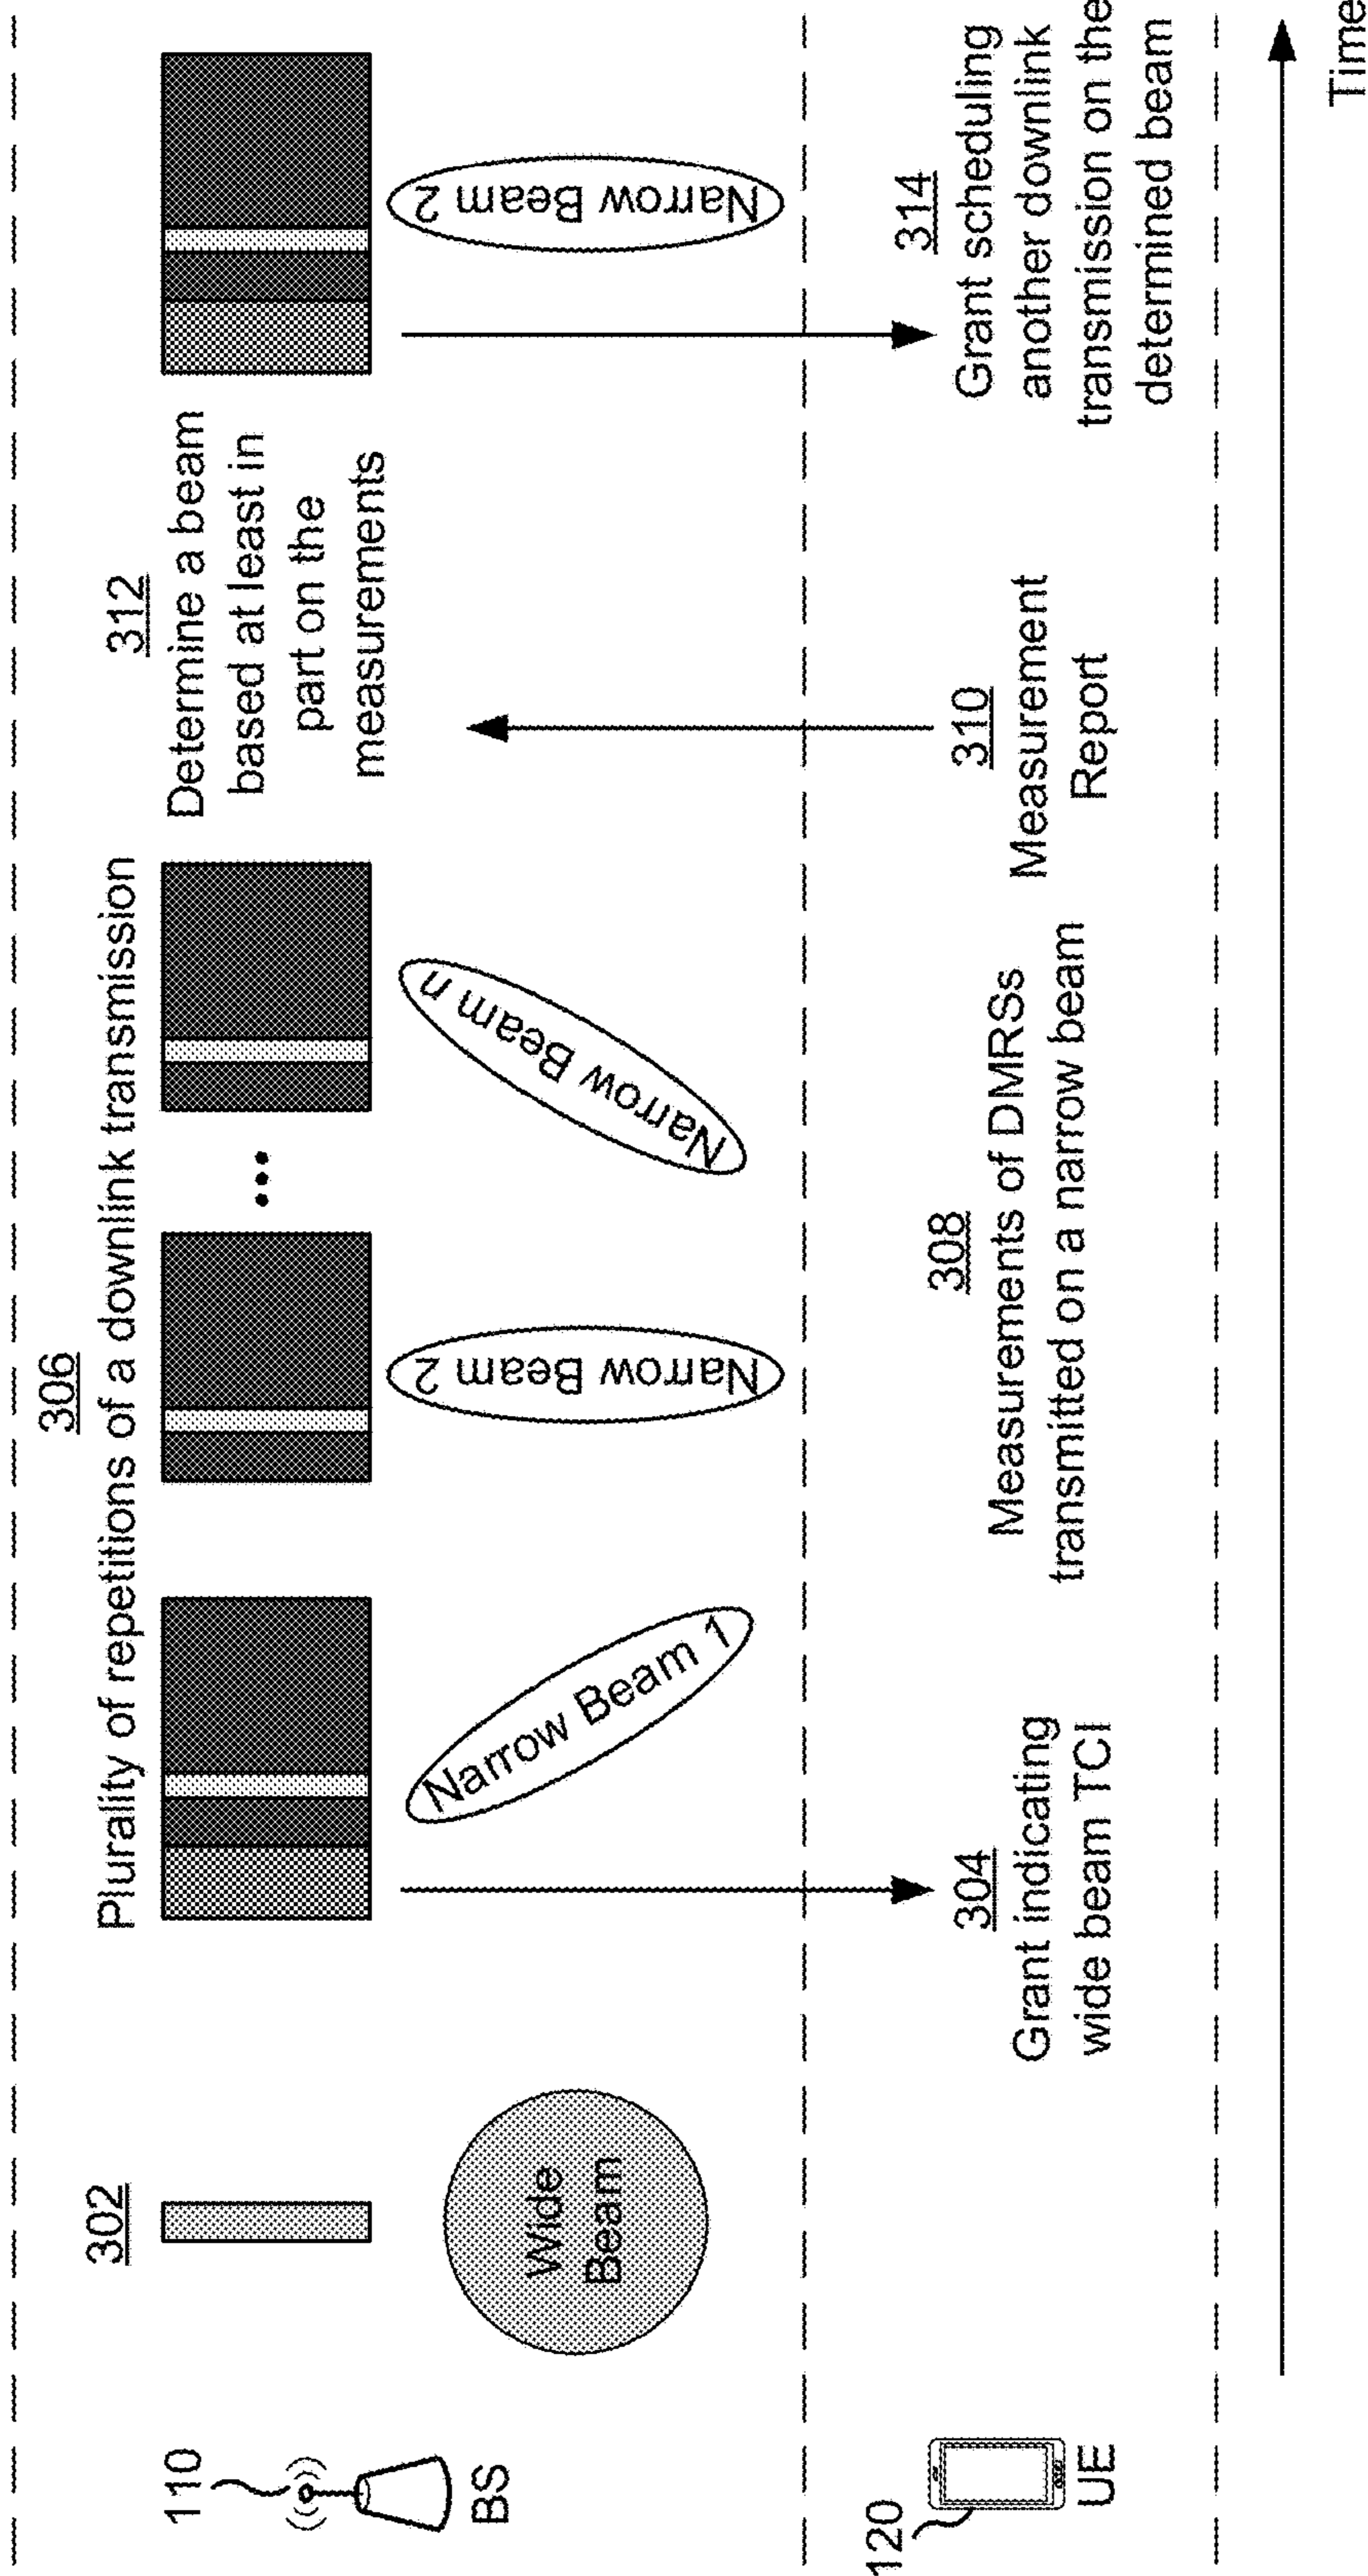 306
Plurality of repetitions of a downlink transmission
110
BS
302
Wide
Beam
Narrow Beam 1
Narrow Beam 2
...
Narrow Beam n
312
Determine a beam
based at least in
part on the
measurements
Narrow Beam 2
120
UE
304
Grant indicating
wide beam TCI
308
Measurements of DMRSs
transmitted on a narrow beam
310
Measurement
Report
314
Grant scheduling
another downlink
transmission on the
determined beam
Time